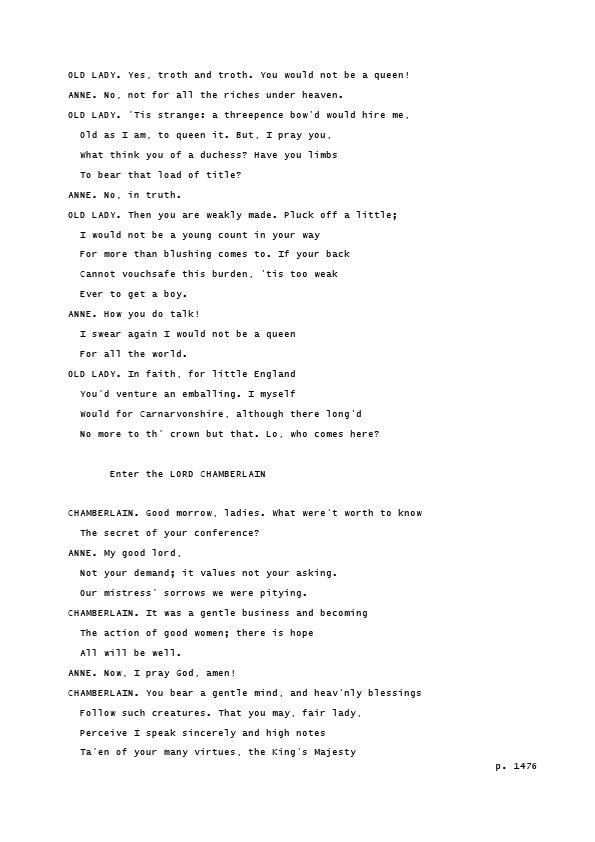 OLD LADY. Yes, troth and troth. You would not be a queen!
ANNE. No, not for all the riches under heaven.
OLD LADY. 'Tis strange: a threepence bow'd would hire me,
Old as I am, to queen it. But, I pray you,
What think you of a duchess? Have you limbs
To bear that load of title?
ANNE. No, in truth.
OLD LADY. Then you are weakly made. Pluck off a little;
I would not be a young count in your way
For more than blushing comes to. If your back
Cannot vouchsafe this burden, 'tis too weak
Ever to get a boy.
ANNE. How you do talk!
I swear again I would not be a queen
For all the world.
OLD LADY. In faith, for little England
You'd venture an emballing. I myself
Would for Carnarvonshire, although there long'd
No more to th' crown but that. Lo, who comes here?
Enter the LORD CHAMBERLAIN
CHAMBERLAIN. Good morrow, ladies. What were't worth to know
The secret of your conference?
ANNE. My good lord,
Not your demand; it values not your asking.
Our mistress' sorrows we were pitying.
CHAMBERLAIN. It was a gentle business and becoming
The action of good women; there is hope
All will be well.
ANNE. Now, I pray God, amen!
CHAMBERLAIN. You bear a gentle mind, and heav'nly blessings
Follow such creatures. That you may, fair lady,
Perceive I speak sincerely and high notes
Ta'en of your many virtues, the King's Majesty
p. 1476